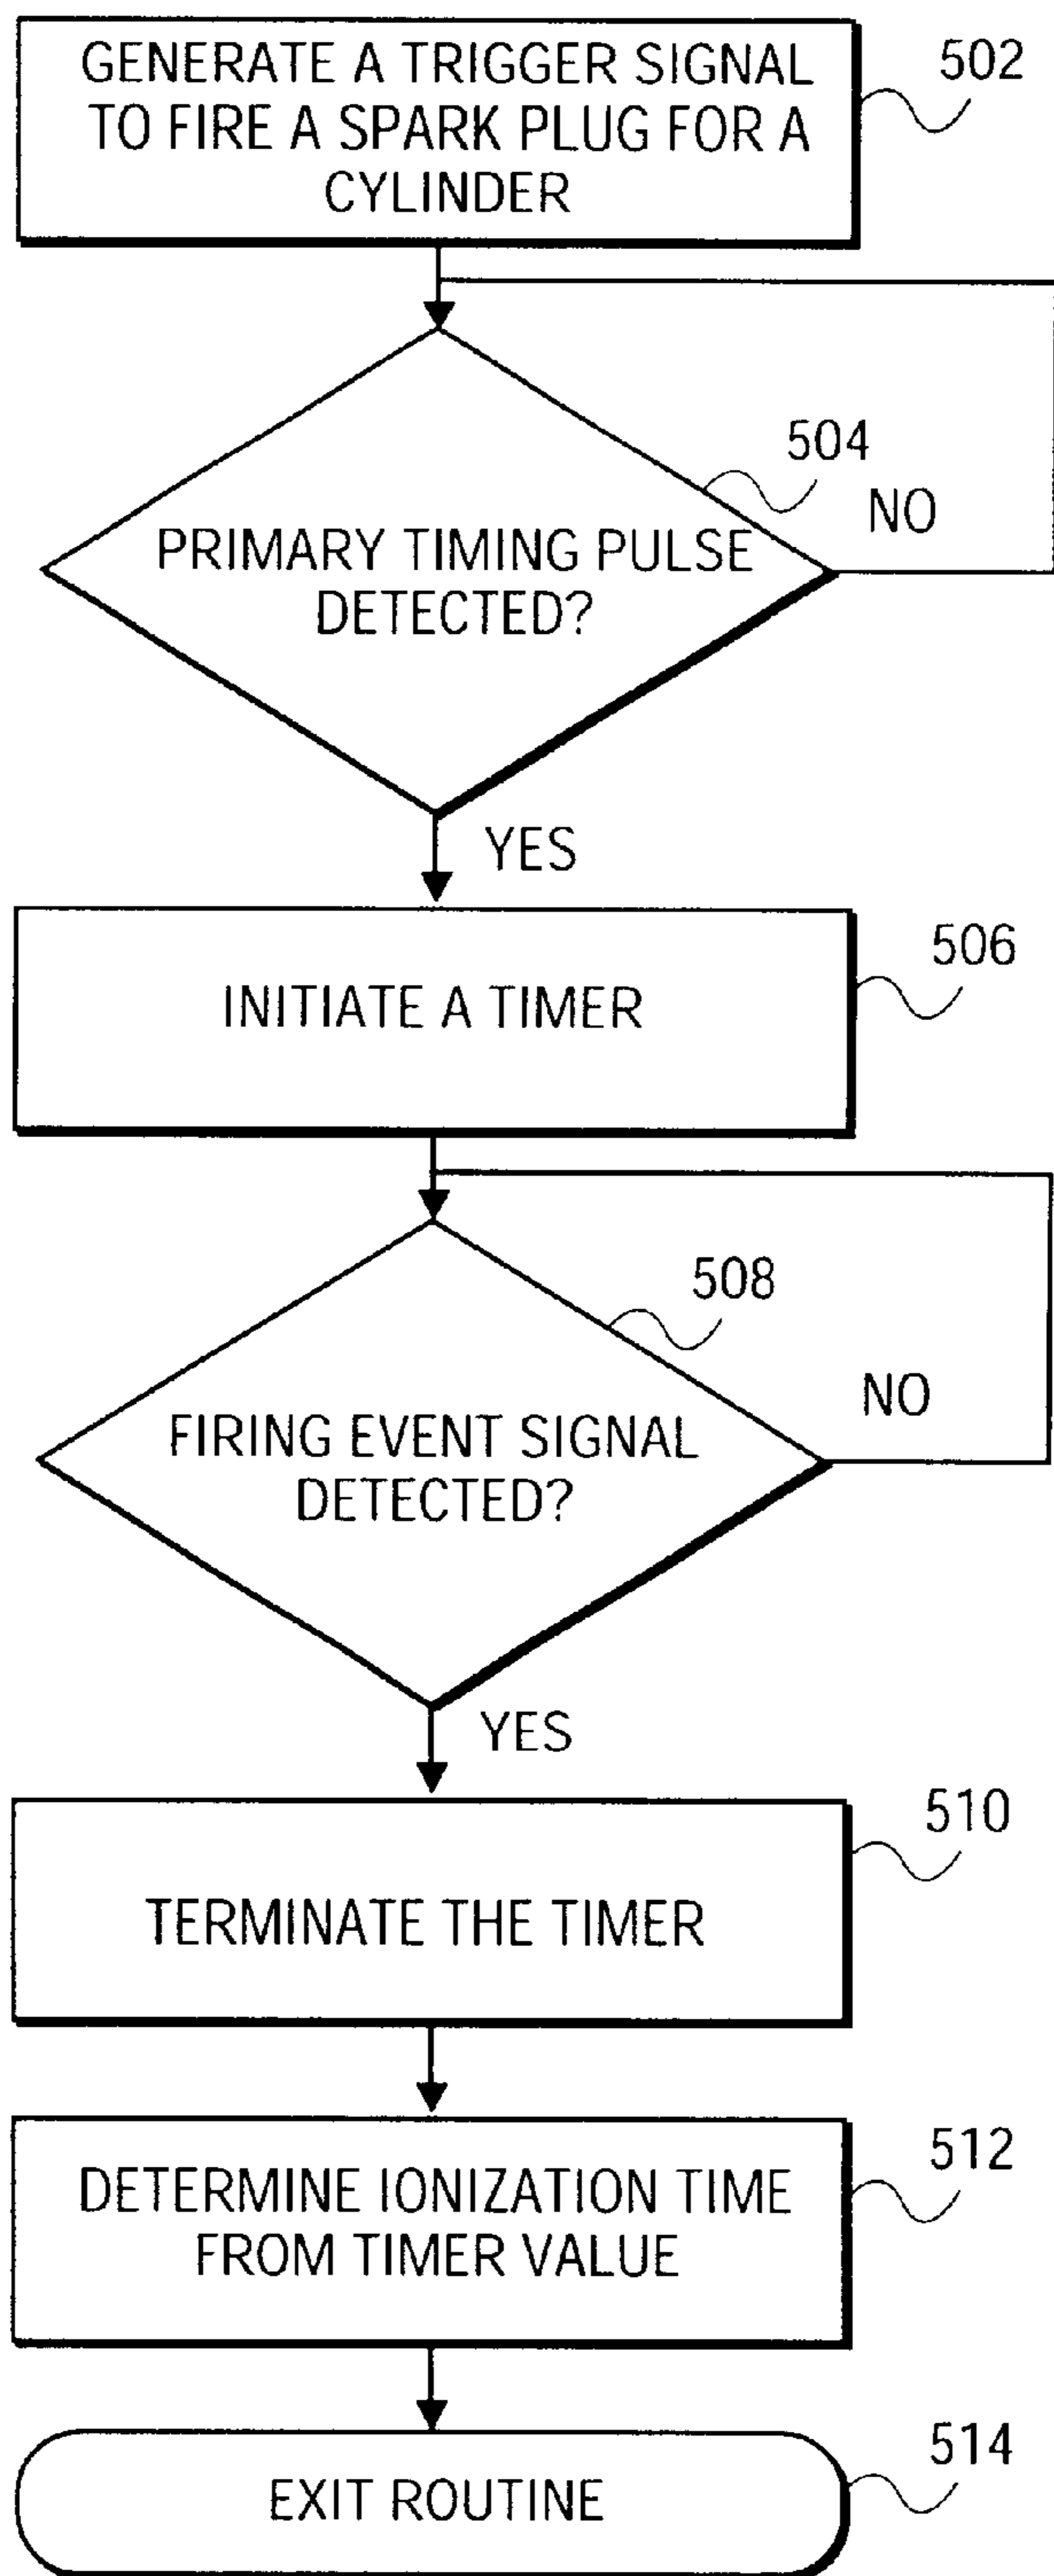 GENERATE A TRIGGER SIGNAL
TO FIRE A SPARK PLUG FOR A
CYLINDER
502
504
NO
PRIMARY TIMING PULSE
DETECTED?
YES
506
INITIATE A TIMER
508
NO
FIRING EVENT SIGNAL
DETECTED?
YES
510
TERMINATE THE TIMER
512
DETERMINE IONIZATION TIME
FROM TIMER VALUE
514
EXIT ROUTINE